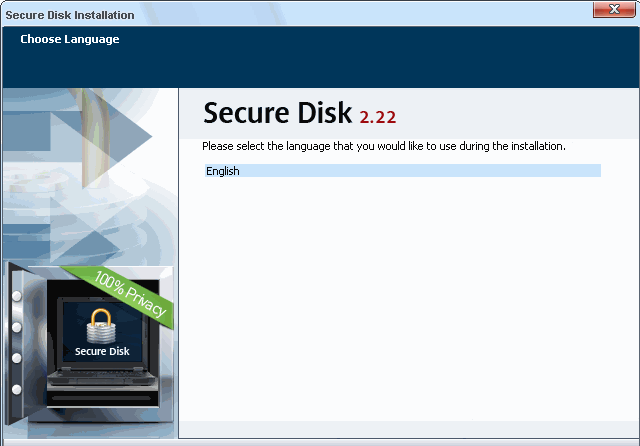 Secure Disk Installation
Choose Language
Secure Disk 2.22
Please select the language that you would like to use during the installation.
English
100% Privacy
Secure Disk